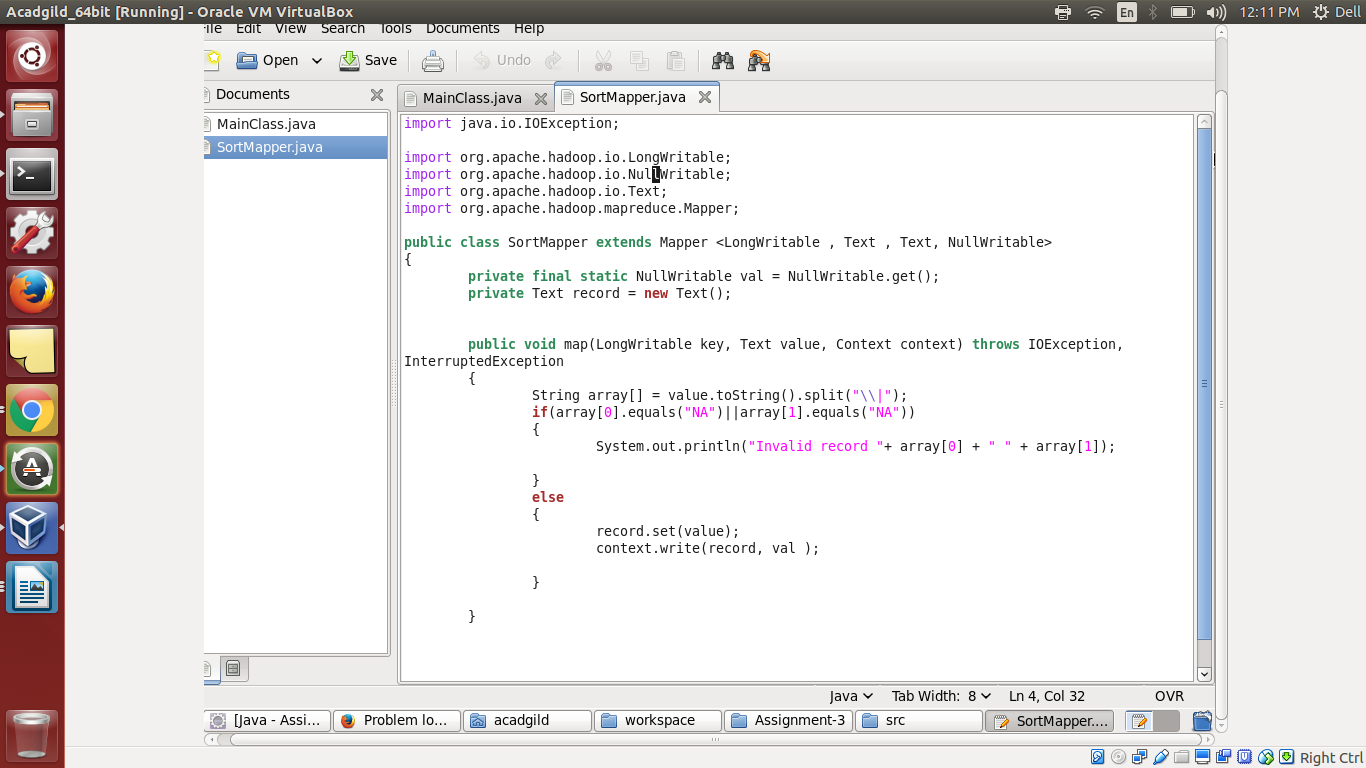 Acadgild_64bit [Running] - Oracle VM VirtualBox
En
12:11 PM
Dell
File Edit View Search Tools Documents Help
Open
Save
Undo
Documents
MainClass.java
SortMapper.java
MainClass.java
SortMapper.java
import java.io.IOException;
import org.apache.hadoop.io.LongWritable;
import org.apache.hadoop.io.NullWritable;
import org.apache.hadoop.io.Text;
import org.apache.hadoop.mapreduce.Mapper;
public class SortMapper extends Mapper <LongWritable , Text , Text, NullWritable>
{
private final static NullWritable val = NullWritable.get();
private Text record = new Text();
public void map(LongWritable key, Text value, Context context) throws IOException,
InterruptedException
{
String array[] = value.toString().split("\\|");
if(array[0].equals("NA")||array[1].equals("NA"))
{
System.out.println("Invalid record "+ array[0] + " " + array[1]);
}
else
{
record.set(value);
context.write(record, val );
}
}
Java
Tab Width: 8
Ln 4, Col 32
OVR
[Java - Assi...
Problem lo...
acadgild
workspace
Assignment-3
src
SortMapper....
Right Ctrl